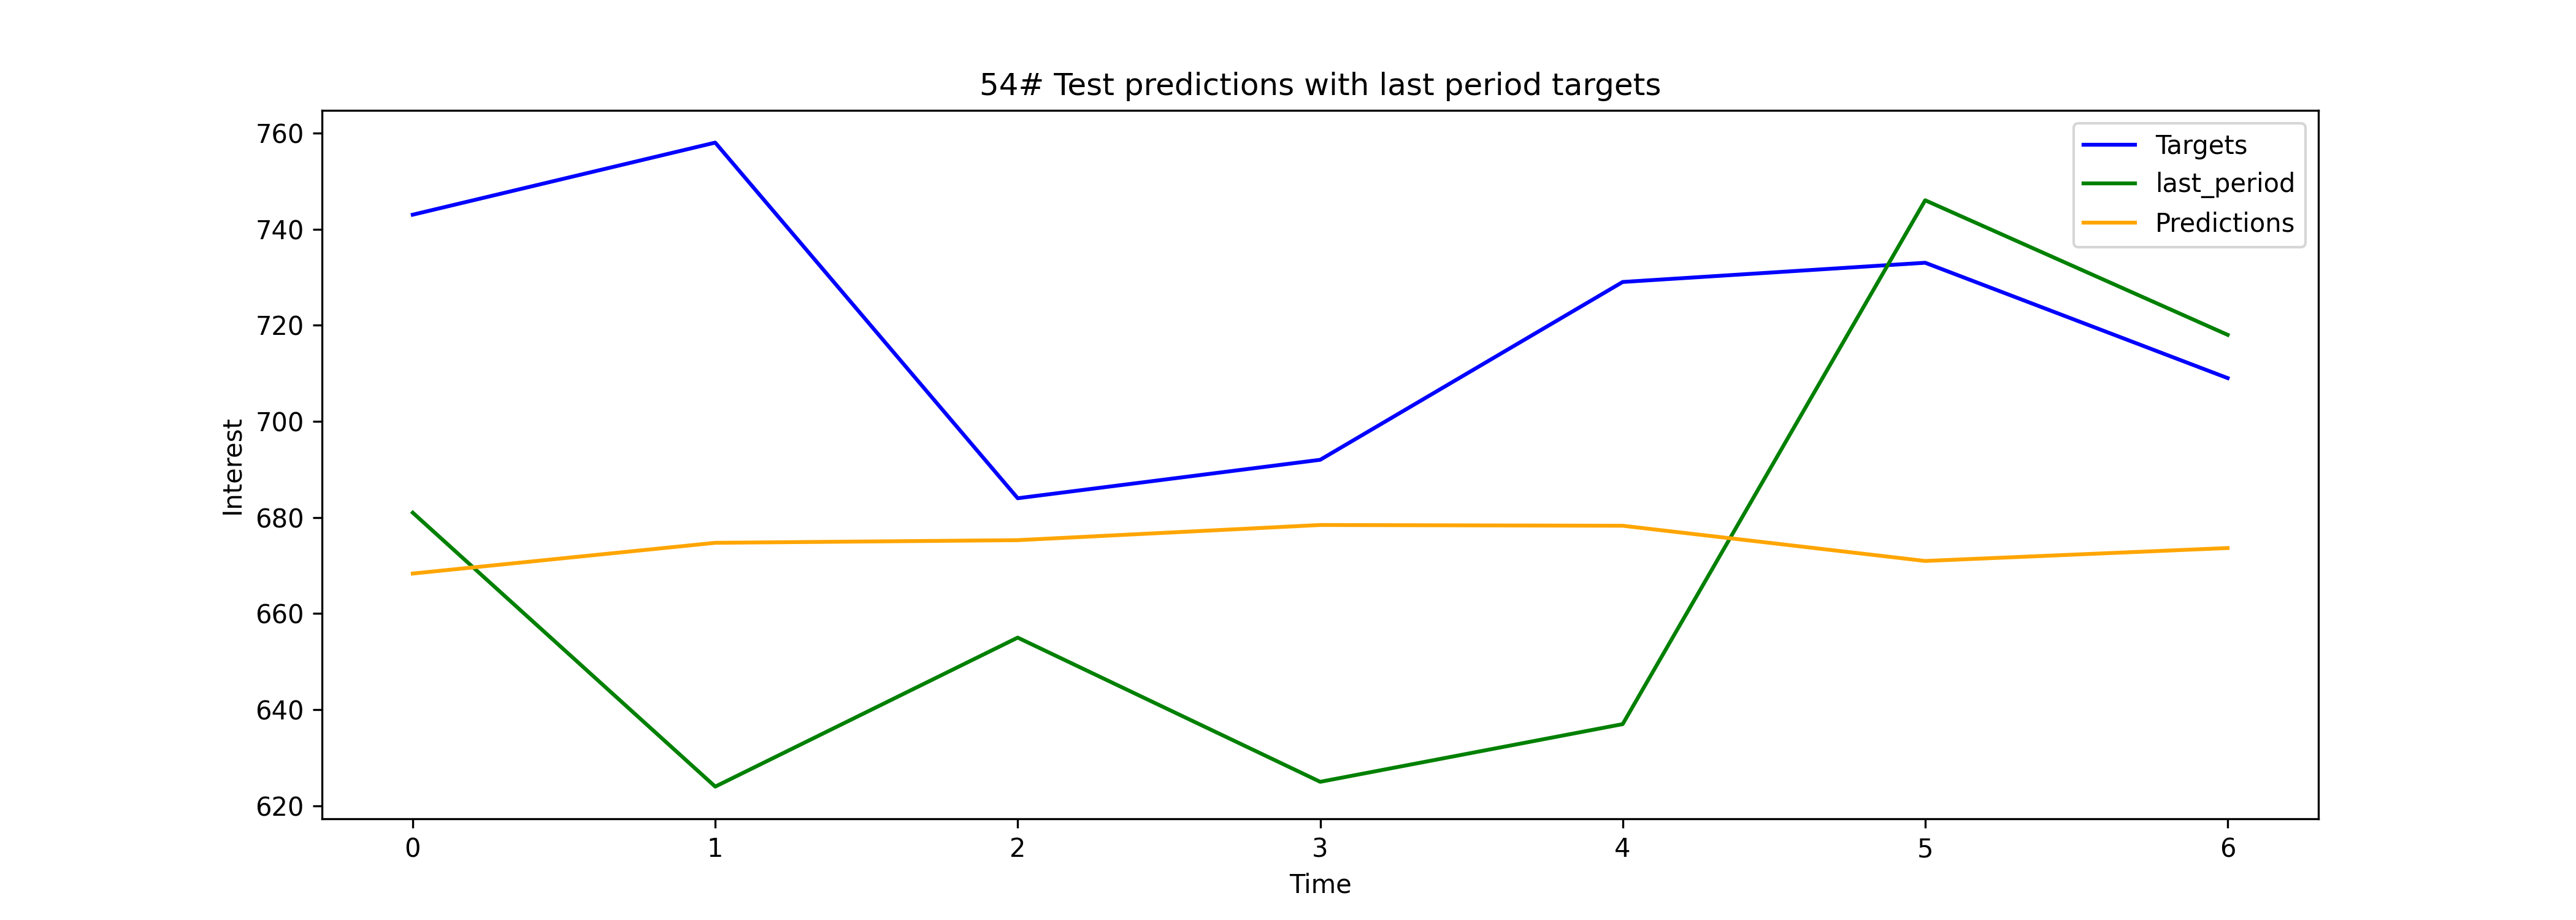 54# Test predictions with last period targets
Targets
last_period
Predictions
760
740
720
700
680
660
640
620
Interest
0 1 2 3 4 5 6
Time